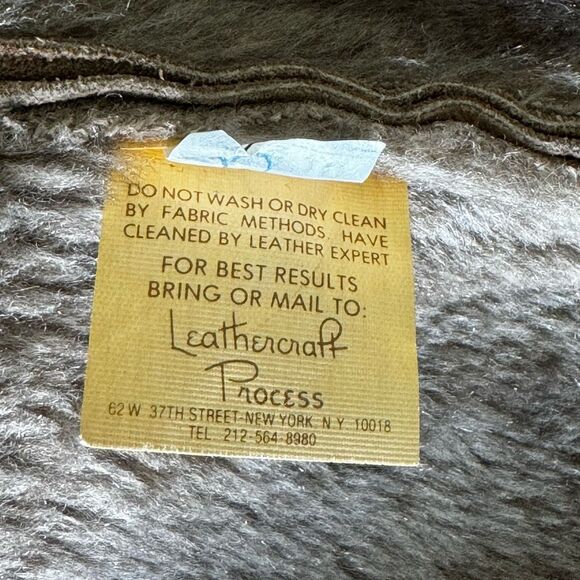 DO NOT WASH OR DRY CLEAN
BY FABRIC METHODS. HAVE
CLEANED BY LEATHER EXPERT
FOR BEST RESULTS
BRING OR MAIL TO:
Leathercraft
Process
62 W. 37TH STREET-NEW YORK, N.Y. 10018
TEL. 212-564-8980